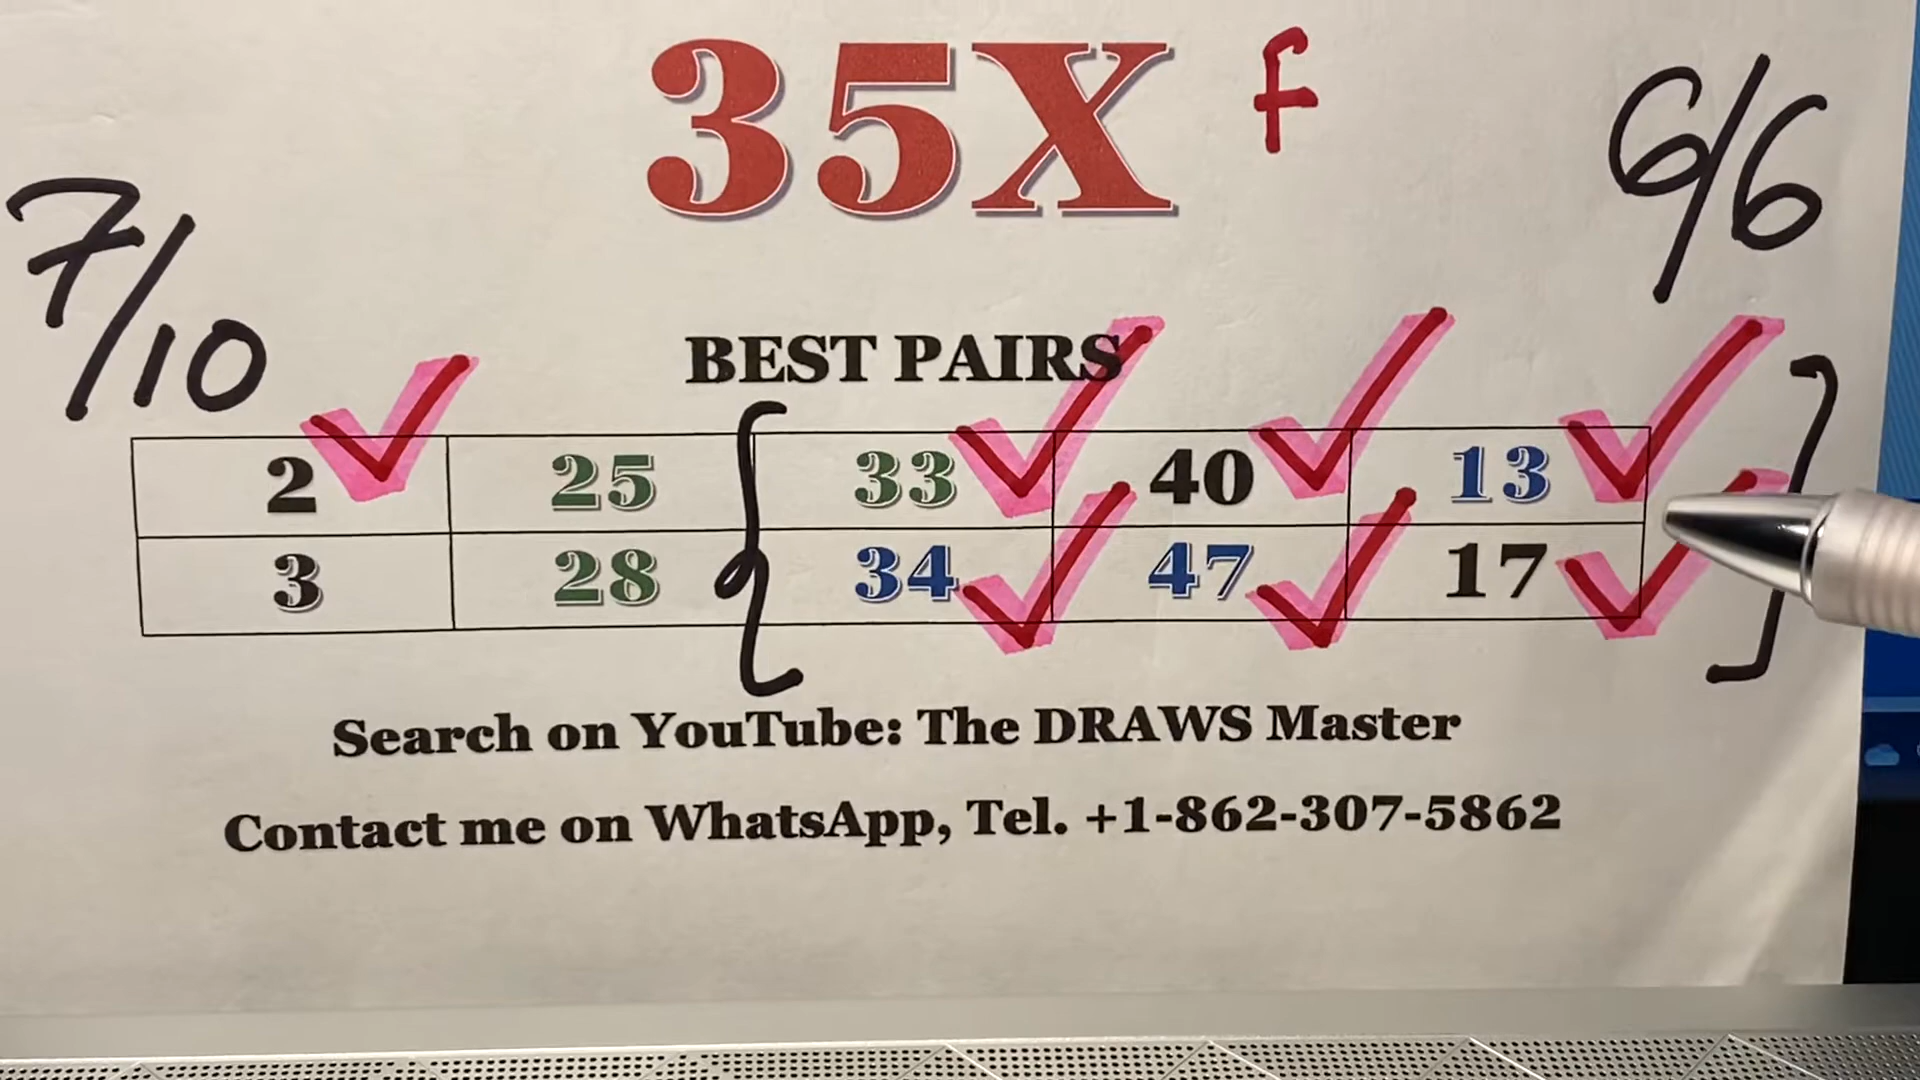 35X f
6/6
7/10
BEST PAIRS
2 25 33 40 13
3 28 34 47 17
Search on YouTube: The DRAWS Master
Contact me on WhatsApp, Tel. +1-862-307-5862